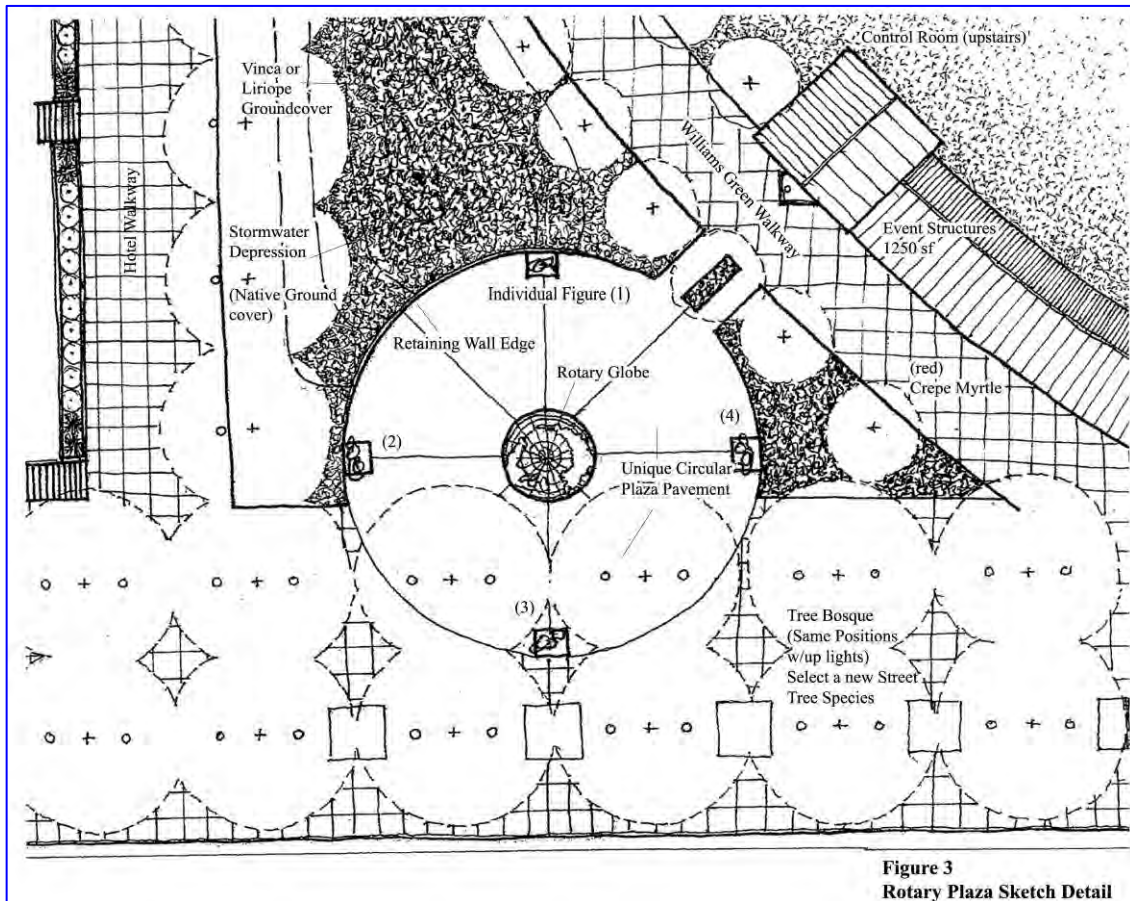 Control Room (upstairs)
Vinca or
Liriope
Groundcover
Williams Green Walkway
Hotel Walkway
Stormwater
Depression
(Native Ground
cover)
Event Structures
1250 sf
Individual Figure (1)
Retaining Wall Edge
Rotary Globe
(red)
Crepe Myrtle
(2)
(4)
Unique Circular
Plaza Pavement
(3)
Tree Bosque
(Same Positions
w/up lights)
Select a new Street
Tree Species
Figure 3
Rotary Plaza Sketch Detail